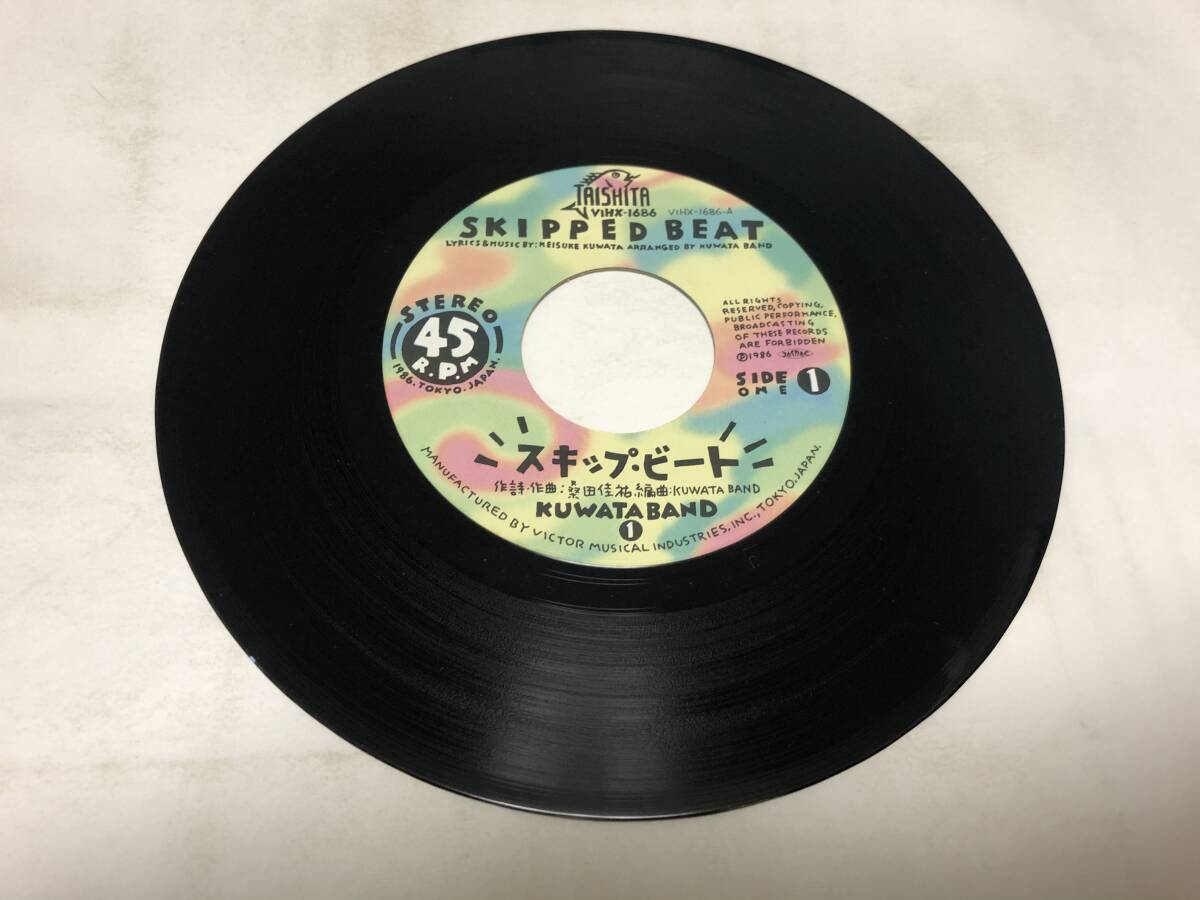 TAISHITA
VIHX-1686 VIHX-1686-A
SKIPPED BEAT
LYRICS & MUSIC BY: KEISUKE KUWATA ARRANGED BY KUWATA BAND
STEREO
45
R.P.M
1986. TOKYO. JAPAN.
ALL RIGHTS
RESERVED, COPYING,
PUBLIC PERFORMANCE,
BROADCASTING
OF THESE RECORDS
ARE FORBIDDEN
Ⓟ1986 JASRAC
SIDE
ONE 1
スキップ・ビート
作詩・作曲:桑田佳祐 編曲:KUWATA BAND
KUWATA BAND
1
MANUFACTURED BY VICTOR MUSICAL INDUSTRIES, INC., TOKYO. JAPAN.